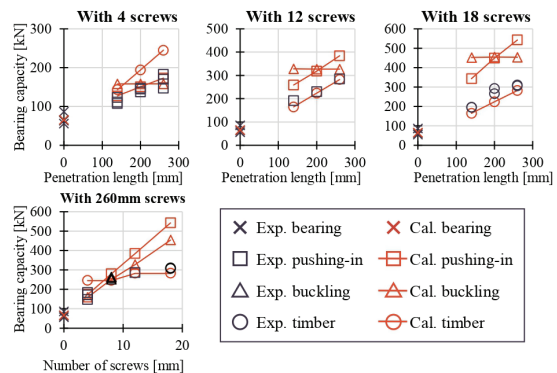 With 4 screws
With 12 screws
With 18 screws
Bearing capacity [kN]
300
200
100
0
0 100 200 300
Penetration length [mm]
500
400
300
200
100
0
0 100 200 300
Penetration length [mm]
600
500
400
300
200
100
0
0 100 200 300
Penetration length [mm]
With 260mm screws
Bearing capacity [kN]
600
500
400
300
200
100
0
0 10 20
Number of screws [mm]
Exp. bearing
Cal. bearing
Exp. pushing-in
Cal. pushing-in
Exp. buckling
Cal. buckling
Exp. timber
Cal. timber